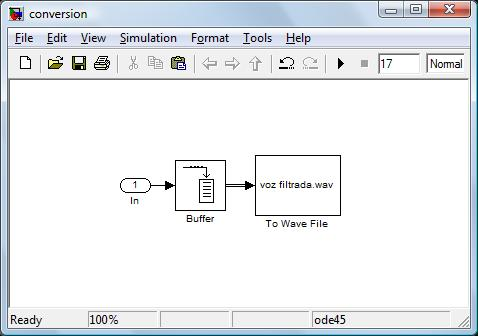 conversion
File Edit View Simulation Format Tools Help
17 Normal
1
In
Buffer
voz filtrada.wav
To Wave File
Ready 100% ode45